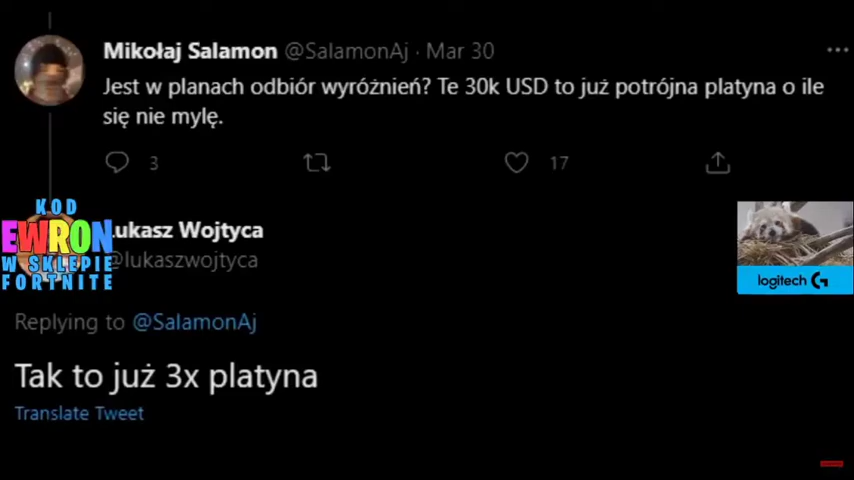 Mikołaj Salamon @SalamonAj · Mar 30
Jest w planach odbiór wyróżnień? Te 30k USD to już potrójna platyna o ile
się nie mylę.
3
17
KOD
EWRON
W SKLEPIE
FORTNITE
Łukasz Wojtyca
@lukaszwojtyca
logitech G
Replying to @SalamonAj
Tak to już 3x platyna
Translate Tweet